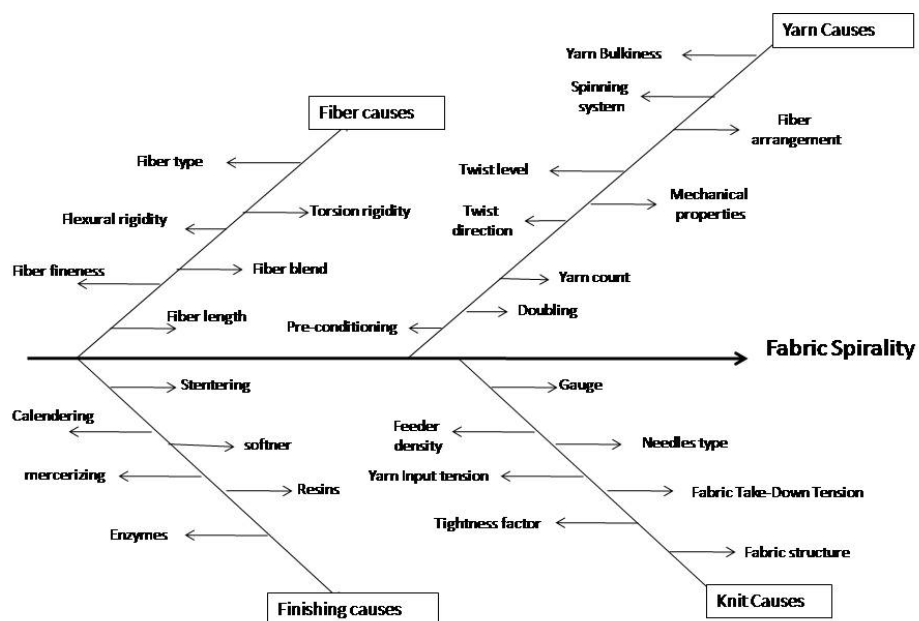 Yarn Causes
Yarn Bulkiness
Spinning
system
Fiber
arrangement
Twist level
Mechanical
properties
Twist
direction
Yarn count
Doubling
Pre-conditioning
Fiber causes
Fiber type
Torsion rigidity
Flexural rigidity
Fiber blend
Fiber fineness
Fiber length
Fabric Spirality
Stentering
Calendering
softner
mercerizing
Resins
Enzymes
Finishing causes
Gauge
Feeder
density
Needles type
Yarn Input tension
Fabric Take-Down Tension
Tightness factor
Fabric structure
Knit Causes